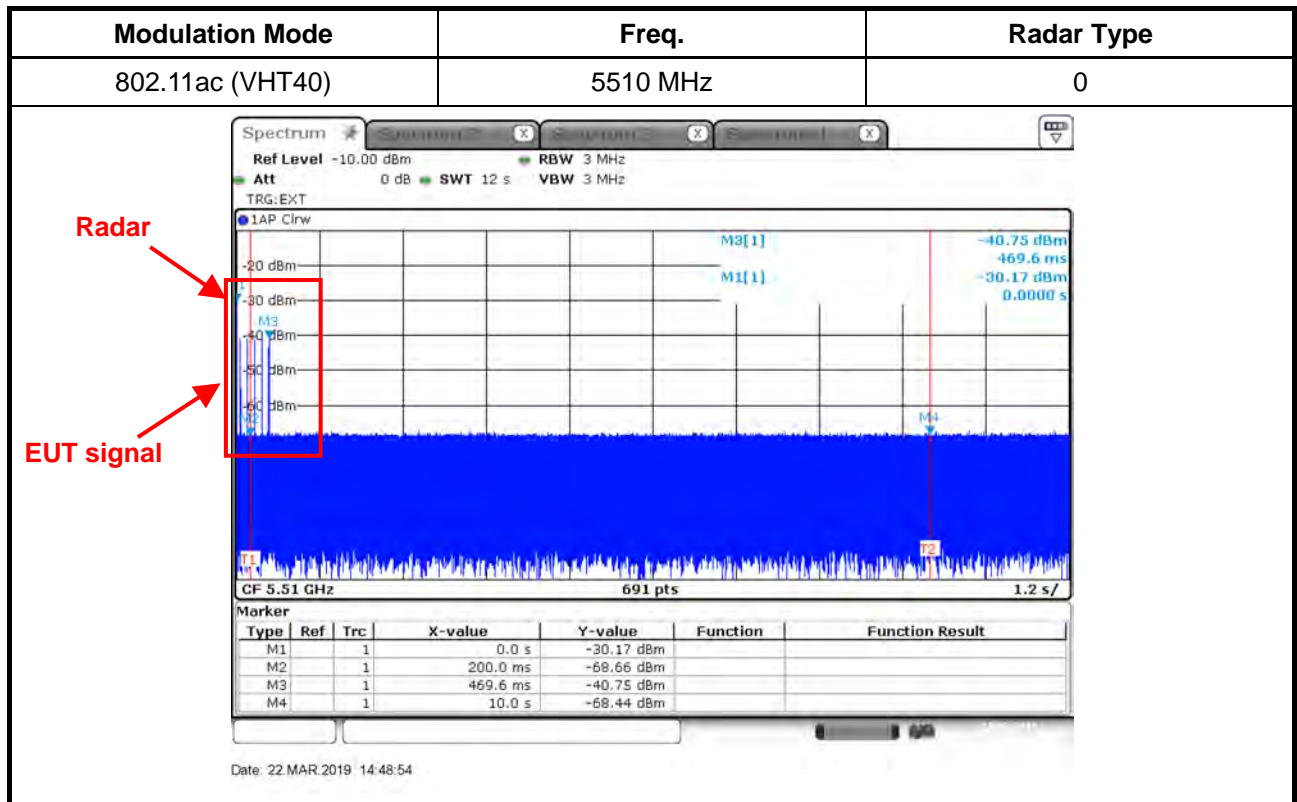 Modulation Mode Freq. Radar Type
802.11ac (VHT40) 5510 MHz 0
Spectrum
Ref Level -10.00 dBm RBW 3 MHz
Att 0 dB SWT 12 s VBW 3 MHz
TRG:EXT
1AP Clrw
Radar
M3[1] -40.75 dBm
469.6 ms
M1[1] -30.17 dBm
0.0000 s
-20 dBm
-30 dBm
M3
-40 dBm
-50 dBm
-60 dBm
M2
M4
EUT signal
T1
T2
CF 5.51 GHz 691 pts 1.2 s/
Marker
Type Ref Trc X-value Y-value Function Function Result
M1 1 0.0 s -30.17 dBm
M2 1 200.0 ms -68.66 dBm
M3 1 469.6 ms -40.75 dBm
M4 1 10.0 s -68.44 dBm
Date: 22.MAR.2019 14:48:54